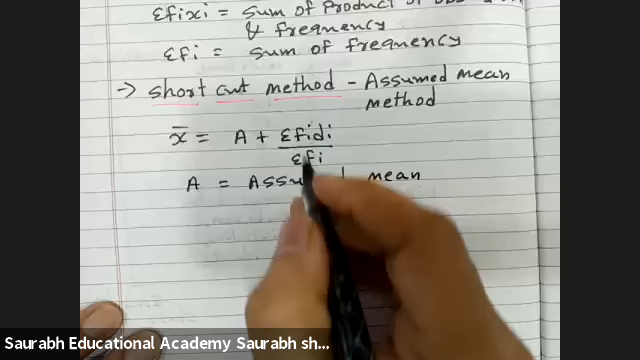 Σfixi = sum of Product of
& frequency
Σfi = sum of frequency
→ short cut method - Assumed mean
method
x̄ = A + Σfidi
Σfi
A = mean
Saurabh Educational Academy Saurabh sh...